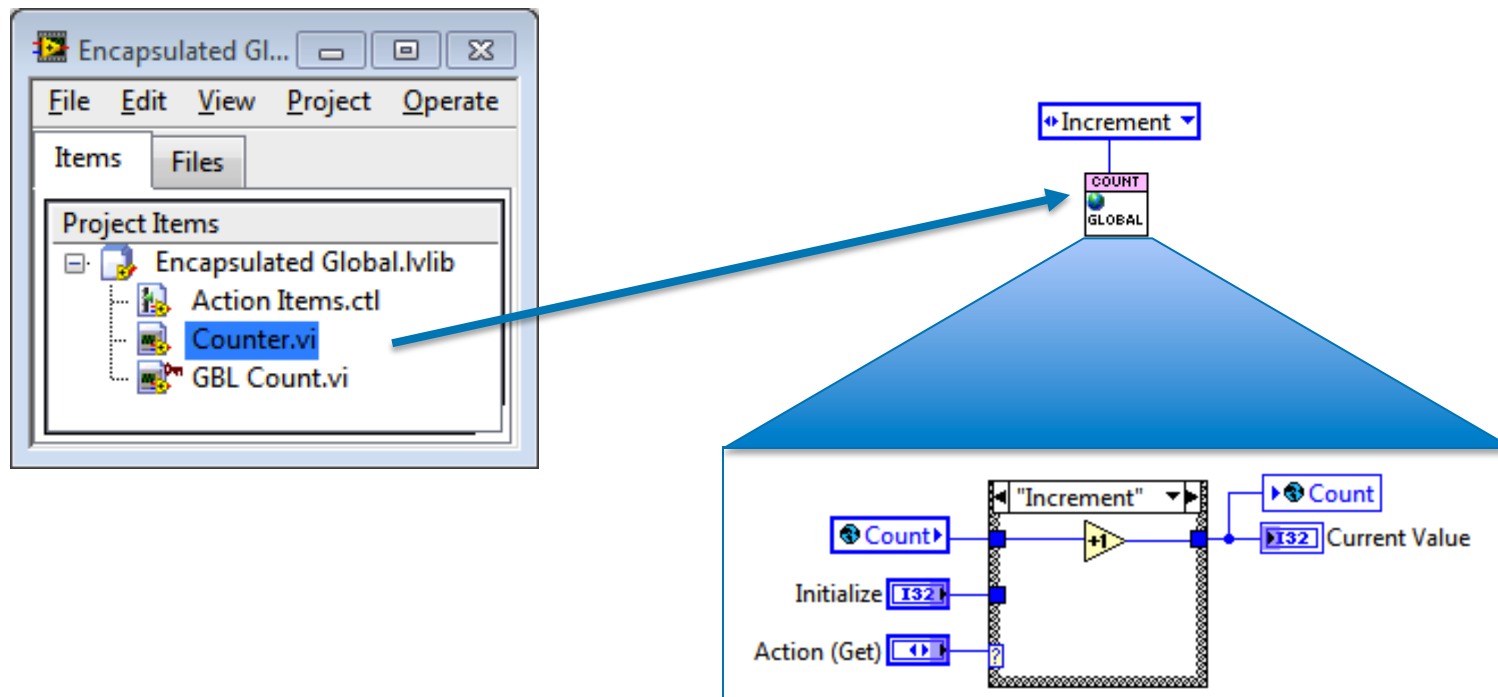 Encapsulated Gl...
File Edit View Project Operate
Items Files
Project Items
Encapsulated Global.lvlib
Action Items.ctl
Counter.vi
GBL Count.vi
Increment
COUNT
GLOBAL
"Increment"
Count
+1
Count
I32 Current Value
Initialize I32
Action (Get)
?